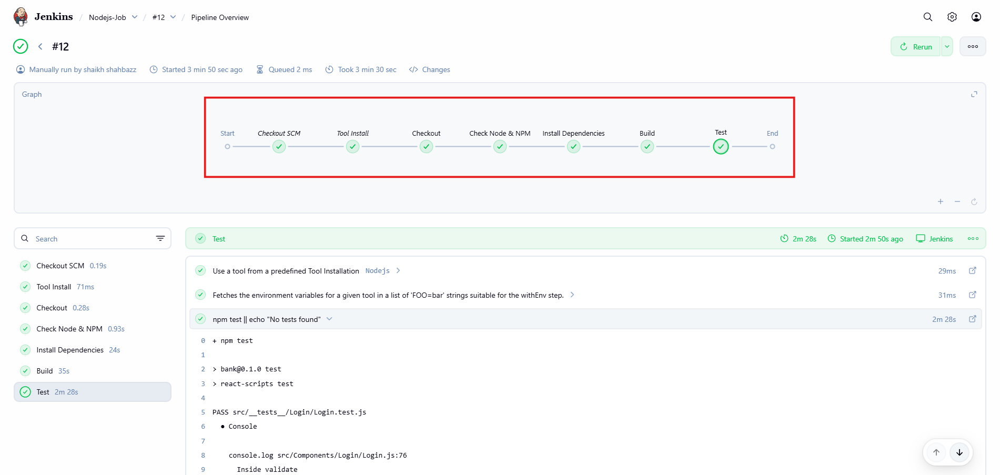 Jenkins / Nodejs-Job / #12 / Pipeline Overview
#12
Rerun
Manually run by shaikh shahbazz Started 3 min 50 sec ago Queued 2 ms Took 3 min 30 sec Changes
Graph
Start Checkout SCM Tool Install Checkout Check Node & NPM Install Dependencies Build Test End
Search
Checkout SCM 0.19s
Tool Install 71ms
Checkout 0.28s
Check Node & NPM 0.93s
Install Dependencies 24s
Build 35s
Test 2m 28s
Test 2m 28s Started 2m 50s ago Jenkins
Use a tool from a predefined Tool Installation Nodejs 29ms
Fetches the environment variables for a given tool in a list of 'FOO=bar' strings suitable for the withEnv step. 31ms
npm test || echo "No tests found" 2m 28s
0 + npm test
1
2 > bank@0.1.0 test
3 > react-scripts test
4
5 PASS src/__tests__/Login/Login.test.js
6 ● Console
7
8 console.log src/Components/Login/Login.js:76
9 Inside validate